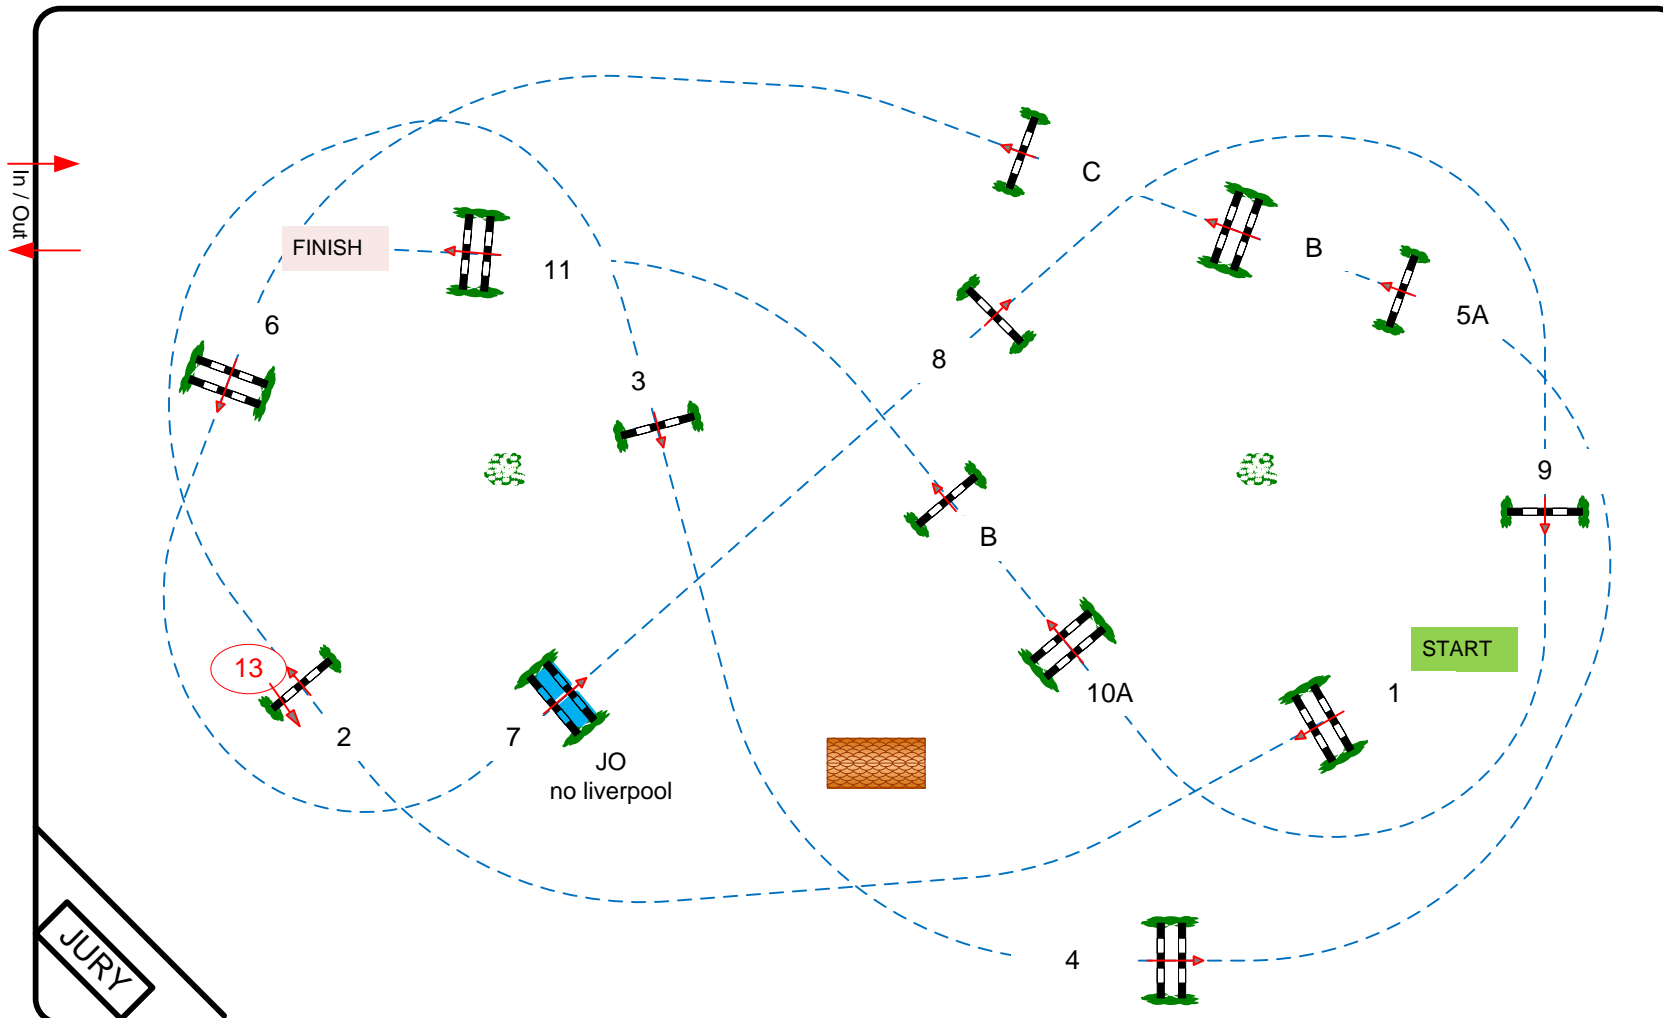 C
In / Out
FINISH
B
11
5A
6
8
3
9
B
START
13
10A
1
2
7
JO
no liverpool
JURY
4